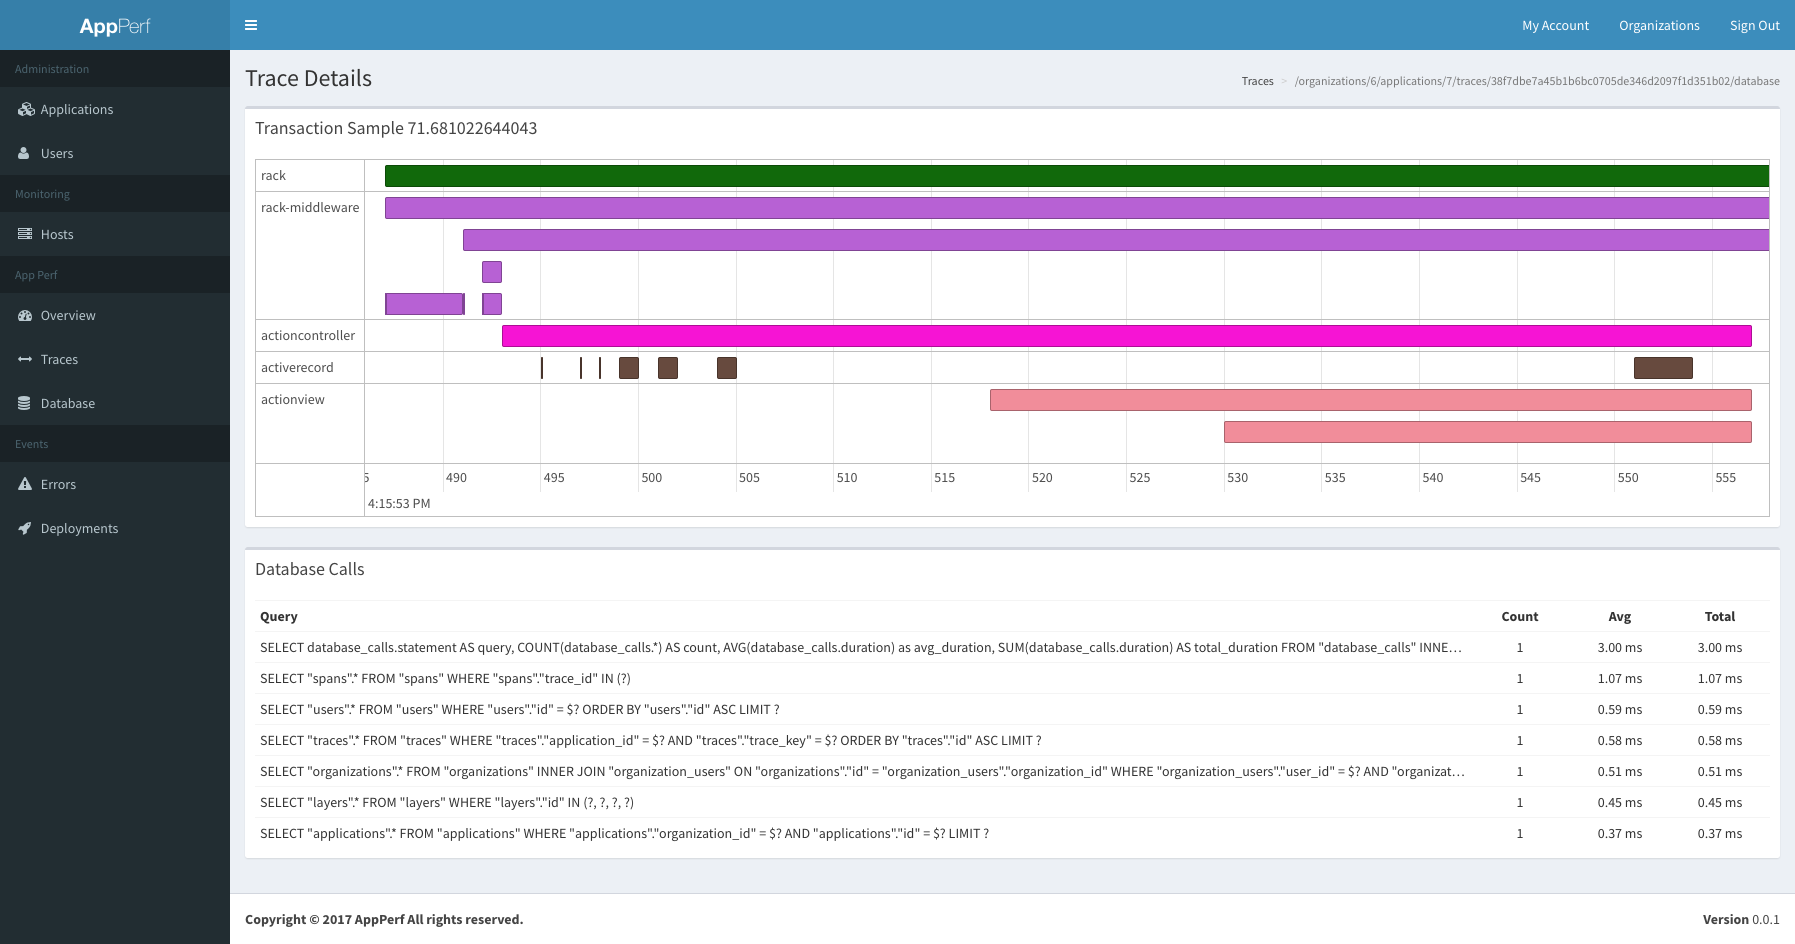 AppPerf
My Account Organizations Sign Out
Administration
Applications
Users
Monitoring
Hosts
App Perf
Overview
Traces
Database
Events
Errors
Deployments
Trace Details
Traces > /organizations/6/applications/7/traces/38f7dbe7a45b1b6bc0705de346d2097f1d351b02/database
Transaction Sample 71.681022644043
rack
rack-middleware
actioncontroller
activerecord
actionview
490 495 500 505 510 515 520 525 530 535 540 545 550 555
4:15:53 PM
Database Calls
Query Count Avg Total
SELECT database_calls.statement AS query, COUNT(database_calls.*) AS count, AVG(database_calls.duration) as avg_duration, SUM(database_calls.duration) AS total_duration FROM "database_calls" INNE… 1 3.00 ms 3.00 ms
SELECT "spans".* FROM "spans" WHERE "spans"."trace_id" IN (?) 1 1.07 ms 1.07 ms
SELECT "users".* FROM "users" WHERE "users"."id" = $? ORDER BY "users"."id" ASC LIMIT ? 1 0.59 ms 0.59 ms
SELECT "traces".* FROM "traces" WHERE "traces"."application_id" = $? AND "traces"."trace_key" = $? ORDER BY "traces"."id" ASC LIMIT ? 1 0.58 ms 0.58 ms
SELECT "organizations".* FROM "organizations" INNER JOIN "organization_users" ON "organizations"."id" = "organization_users"."organization_id" WHERE "organization_users"."user_id" = $? AND "organizat… 1 0.51 ms 0.51 ms
SELECT "layers".* FROM "layers" WHERE "layers"."id" IN (?, ?, ?, ?) 1 0.45 ms 0.45 ms
SELECT "applications".* FROM "applications" WHERE "applications"."organization_id" = $? AND "applications"."id" = $? LIMIT ? 1 0.37 ms 0.37 ms
Copyright © 2017 AppPerf All rights reserved.
Version 0.0.1